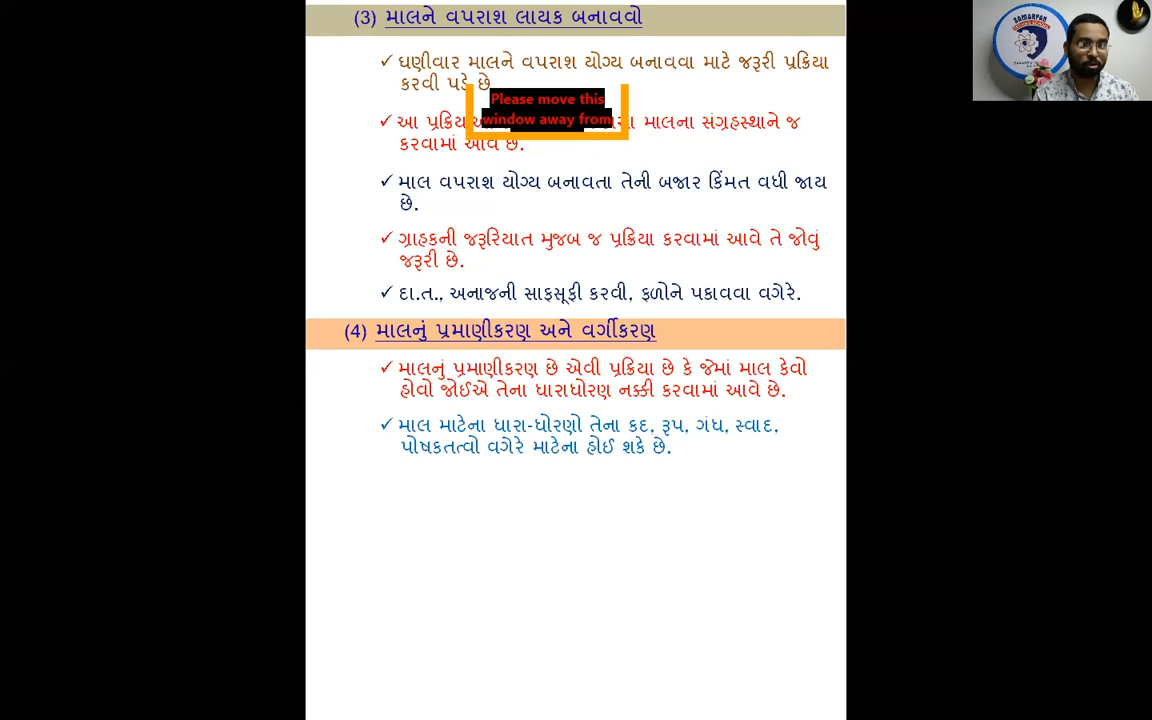 (3) માલને વપરાશ લાયક બનાવવો
✓ ઘણીવાર માલને વપરાશ યોગ્ય બનાવવા માટે જરૂરી પ્રક્રિયા
કરવી પડે છે
Please move this
window away from
✓ આ પ્રક્રિયા માલના સંગ્રહસ્થાને જ
કરવામાં આવે છે.
✓ માલ વપરાશ યોગ્ય બનાવતા તેની બજાર કિંમત વધી જાય
છે.
✓ ગ્રાહકની જરૂરિયાત મુજબ જ પ્રક્રિયા કરવામાં આવે તે જોવું
જરૂરી છે.
✓ દા.ત., અનાજની સાફસૂફી કરવી, ફળોને પકાવવા વગેરે.
(4) માલનું પ્રમાણીકરણ અને વર્ગીકરણ
✓ માલનું પ્રમાણીકરણ છે એવી પ્રક્રિયા છે કે જેમાં માલ કેવો
હોવો જોઈએ તેના ધારાધોરણ નક્કી કરવામાં આવે છે.
✓ માલ માટેના ધારા-ધોરણો તેના કદ, રૂપ, ગંધ, સ્વાદ,
પોષકતત્વો વગેરે માટેના હોઈ શકે છે.
SAMARPAN